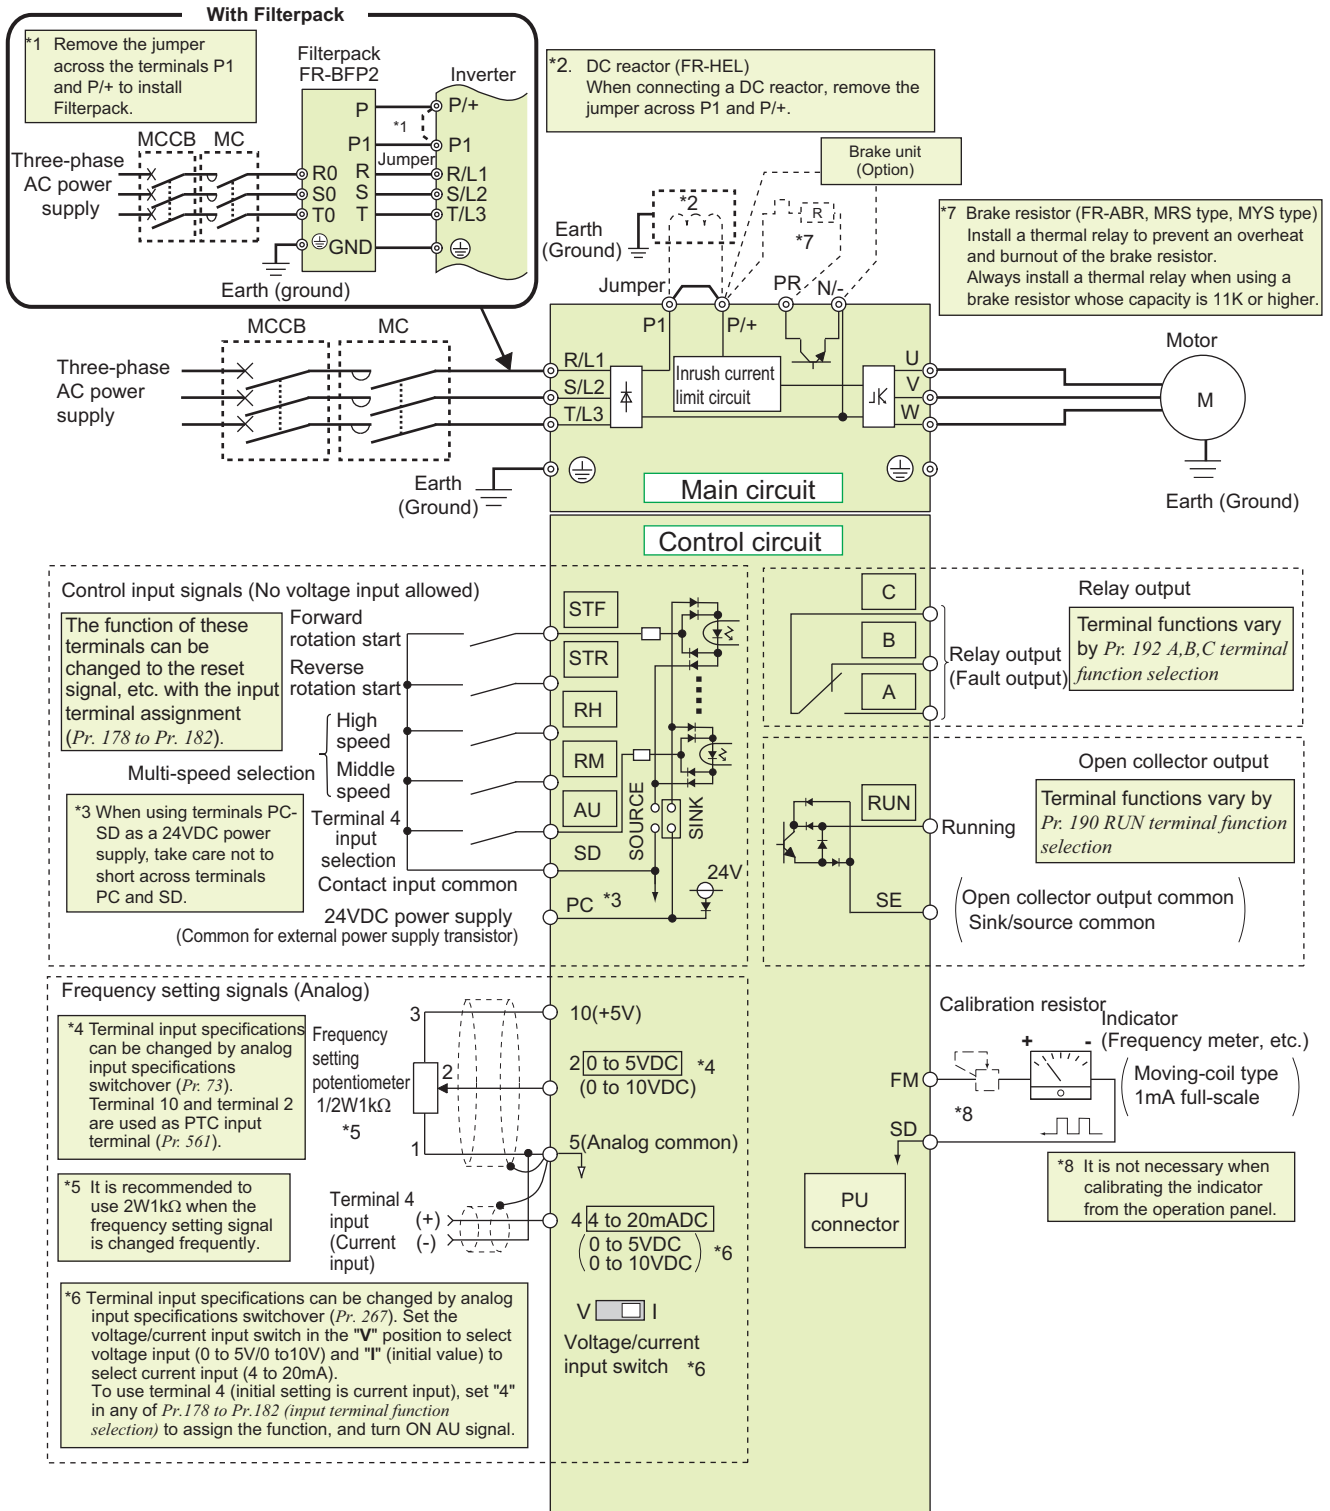 With Filterpack
*1 Remove the jumper
across the terminals P1
and P/+ to install
Filterpack.
Filterpack
FR-BFP2
Inverter
P
P/+
*1
P1
P1
Jumper
MCCB
MC
Three-phase
AC power
supply
R0
R
R/L1
S0
S
S/L2
T0
T
T/L3
GND
Earth (ground)
*2. DC reactor (FR-HEL)
When connecting a DC reactor, remove the
jumper across P1 and P/+.
Brake unit
(Option)
*2
R
*7
Earth
(Ground)
*7 Brake resistor (FR-ABR, MRS type, MYS type)
Install a thermal relay to prevent an overheat
and burnout of the brake resistor.
Always install a thermal relay when using a
brake resistor whose capacity is 11K or higher.
Jumper
PR
N/-
P1
P/+
MCCB
MC
Three-phase
AC power
supply
R/L1
S/L2
T/L3
Inrush current
limit circuit
U
V
W
Motor
M
Earth
(Ground)
Earth (Ground)
Main circuit
Control circuit
Control input signals (No voltage input allowed)
The function of these
terminals can be
changed to the reset
signal, etc. with the input
terminal assignment
(Pr. 178 to Pr. 182).
Forward
rotation start
Reverse
rotation start
High
speed
Multi-speed selection
Middle
speed
Terminal 4
input
selection
Contact input common
24VDC power supply
(Common for external power supply transistor)
*3 When using terminals PC-
SD as a 24VDC power
supply, take care not to
short across terminals
PC and SD.
STF
STR
RH
RM
AU
SD
PC *3
SOURCE
SINK
24V
C
B
A
Relay output
Relay output
(Fault output)
Terminal functions vary
by Pr. 192 A,B,C terminal
function selection
Open collector output
RUN
Running
Terminal functions vary by
Pr. 190 RUN terminal function
selection
SE
Open collector output common
Sink/source common
Frequency setting signals (Analog)
*4 Terminal input specifications
can be changed by analog
input specifications
switchover (Pr. 73).
Terminal 10 and terminal 2
are used as PTC input
terminal (Pr. 561).
Frequency
setting
potentiometer
1/2W1kΩ
*5
3
2
1
10(+5V)
2 0 to 5VDC *4
(0 to 10VDC)
5(Analog common)
*5 It is recommended to
use 2W1kΩ when the
frequency setting signal
is changed frequently.
Terminal 4
input
(Current
input)
(+)
(-)
4 4 to 20mADC
0 to 5VDC
0 to 10VDC
*6
*6 Terminal input specifications can be changed by analog
input specifications switchover (Pr. 267). Set the
voltage/current input switch in the "V" position to select
voltage input (0 to 5V/0 to10V) and "I" (initial value) to
select current input (4 to 20mA).
To use terminal 4 (initial setting is current input), set "4"
in any of Pr.178 to Pr.182 (input terminal function
selection) to assign the function, and turn ON AU signal.
V
I
Voltage/current
input switch *6
Calibration resistor
Indicator
(Frequency meter, etc.)
+
-
FM
*8
Moving-coil type
1mA full-scale
SD
PU
connector
*8 It is not necessary when
calibrating the indicator
from the operation panel.